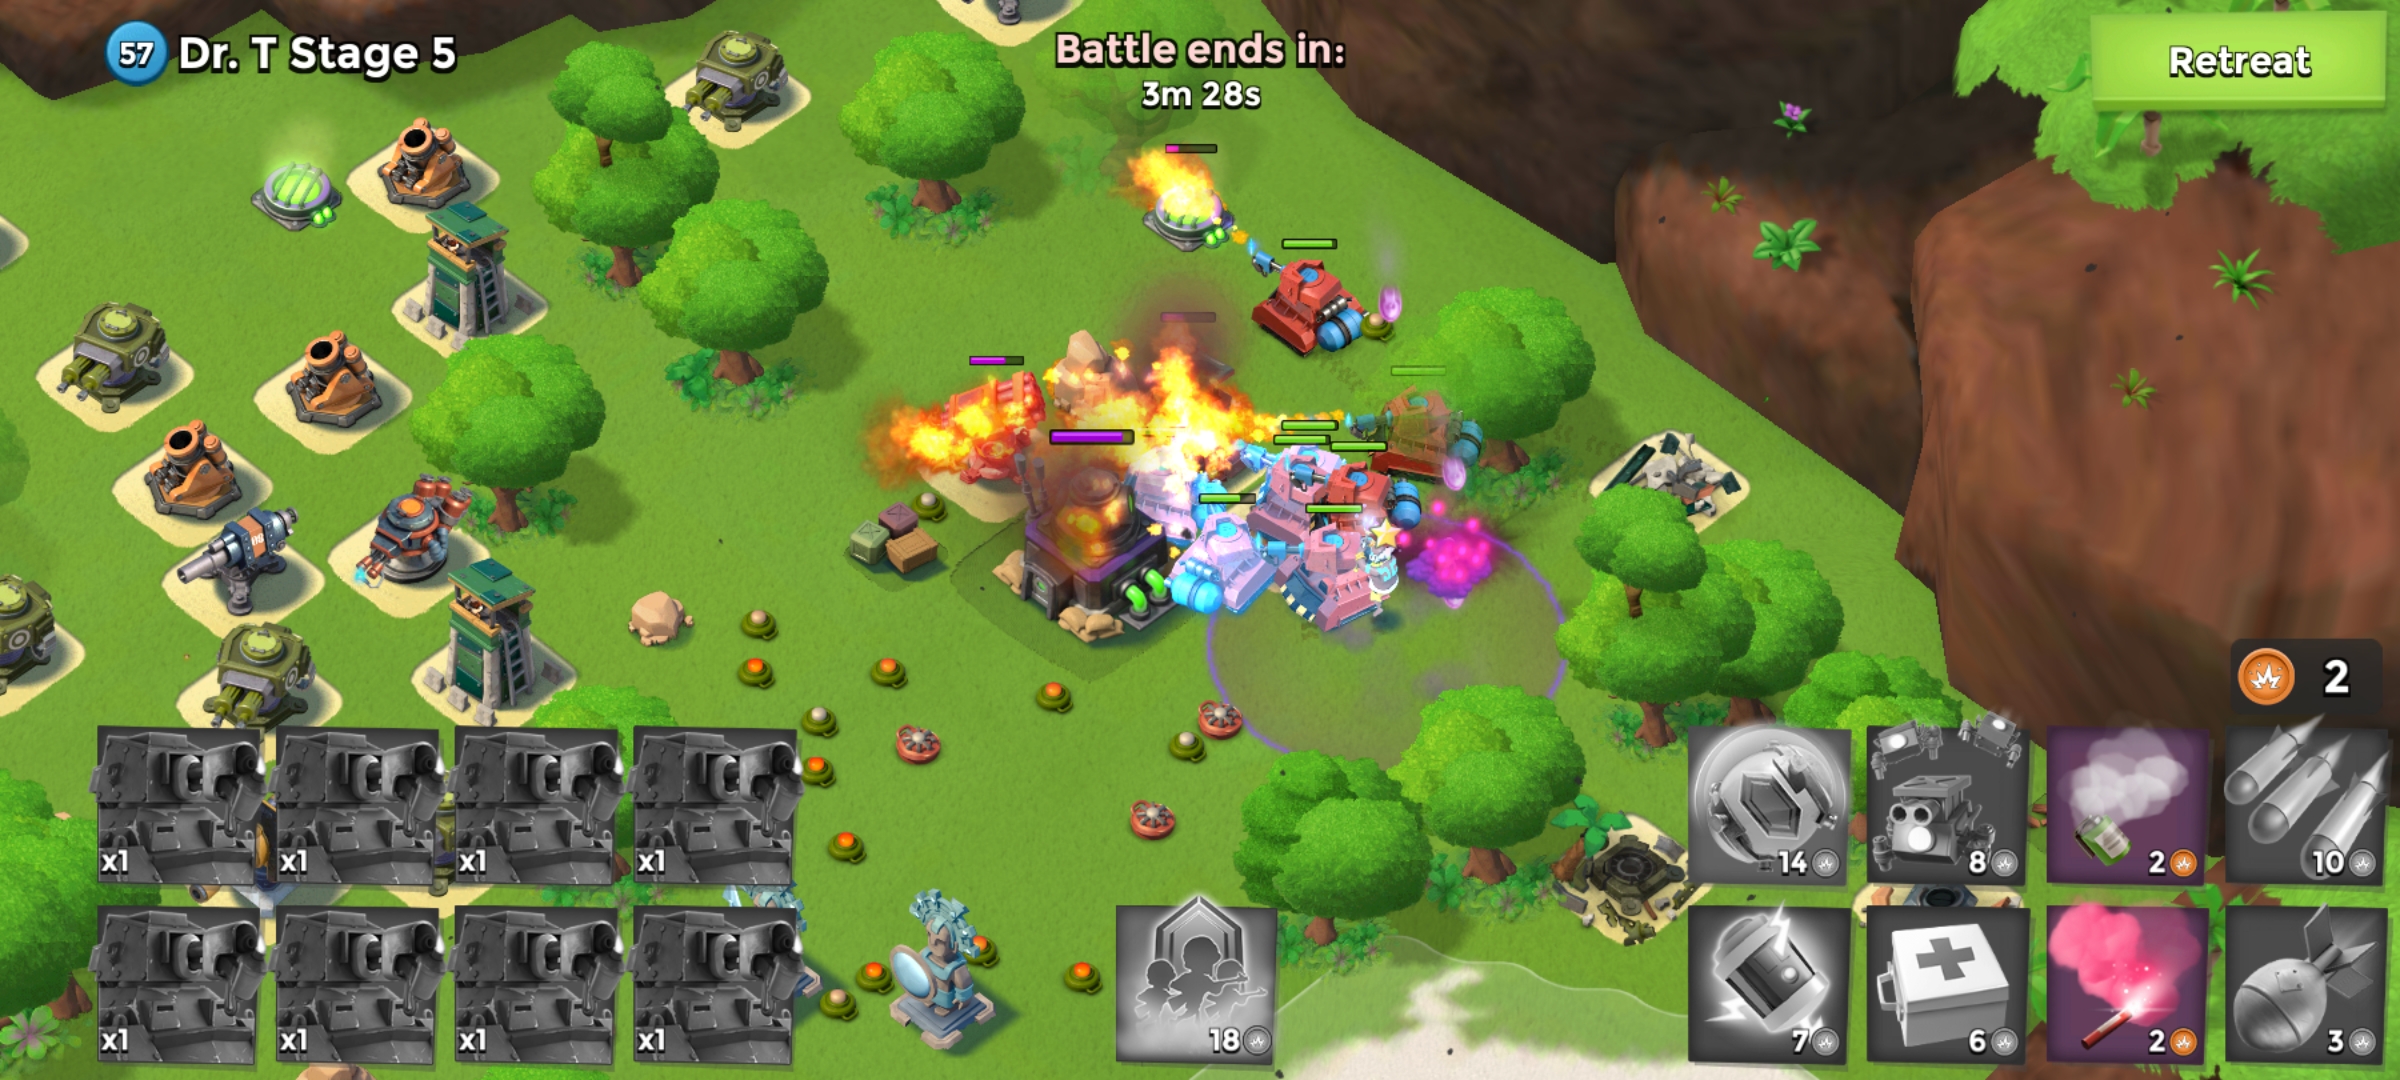 57 Dr. T Stage 5
Battle ends in:
3m 28s
Retreat
2
x1 x1 x1 x1
14 8 2 10
x1 x1 x1 x1
18
7 6 2 3